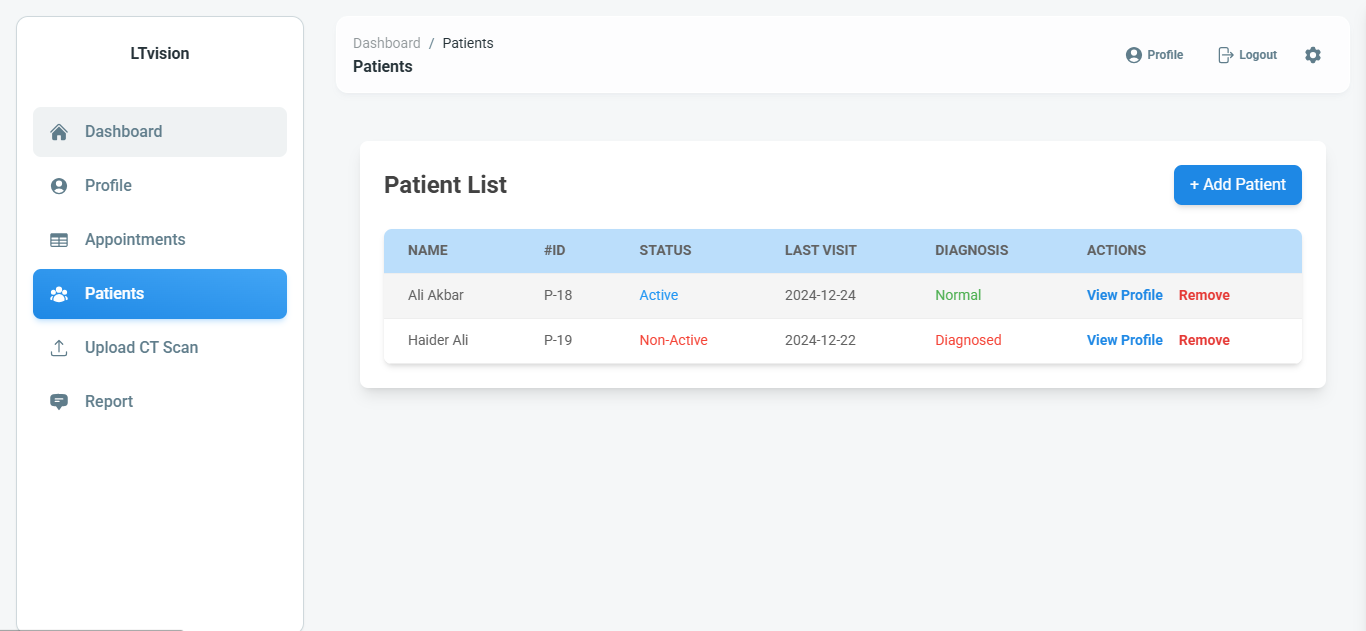 LTvision
Dashboard
Profile
Appointments
Patients
Upload CT Scan
Report
Dashboard / Patients
Patients
Profile Logout
Patient List
+ Add Patient
NAME #ID STATUS LAST VISIT DIAGNOSIS ACTIONS
Ali Akbar P-18 Active 2024-12-24 Normal View Profile Remove
Haider Ali P-19 Non-Active 2024-12-22 Diagnosed View Profile Remove